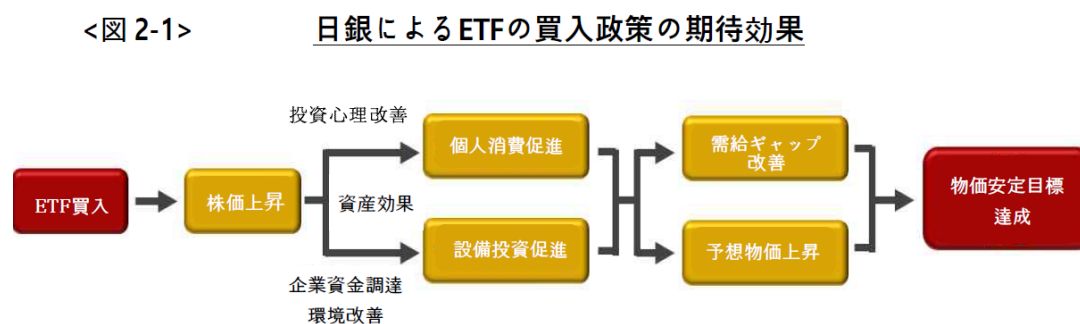 <図 2-1> 日銀によるETFの買入政策の期待効果
投資心理改善
個人消費促進
需給ギャップ
改善
ETF買入
株価上昇
資産効果
物価安定目標
達成
設備投資促進
予想物価上昇
企業資金調達
環境改善